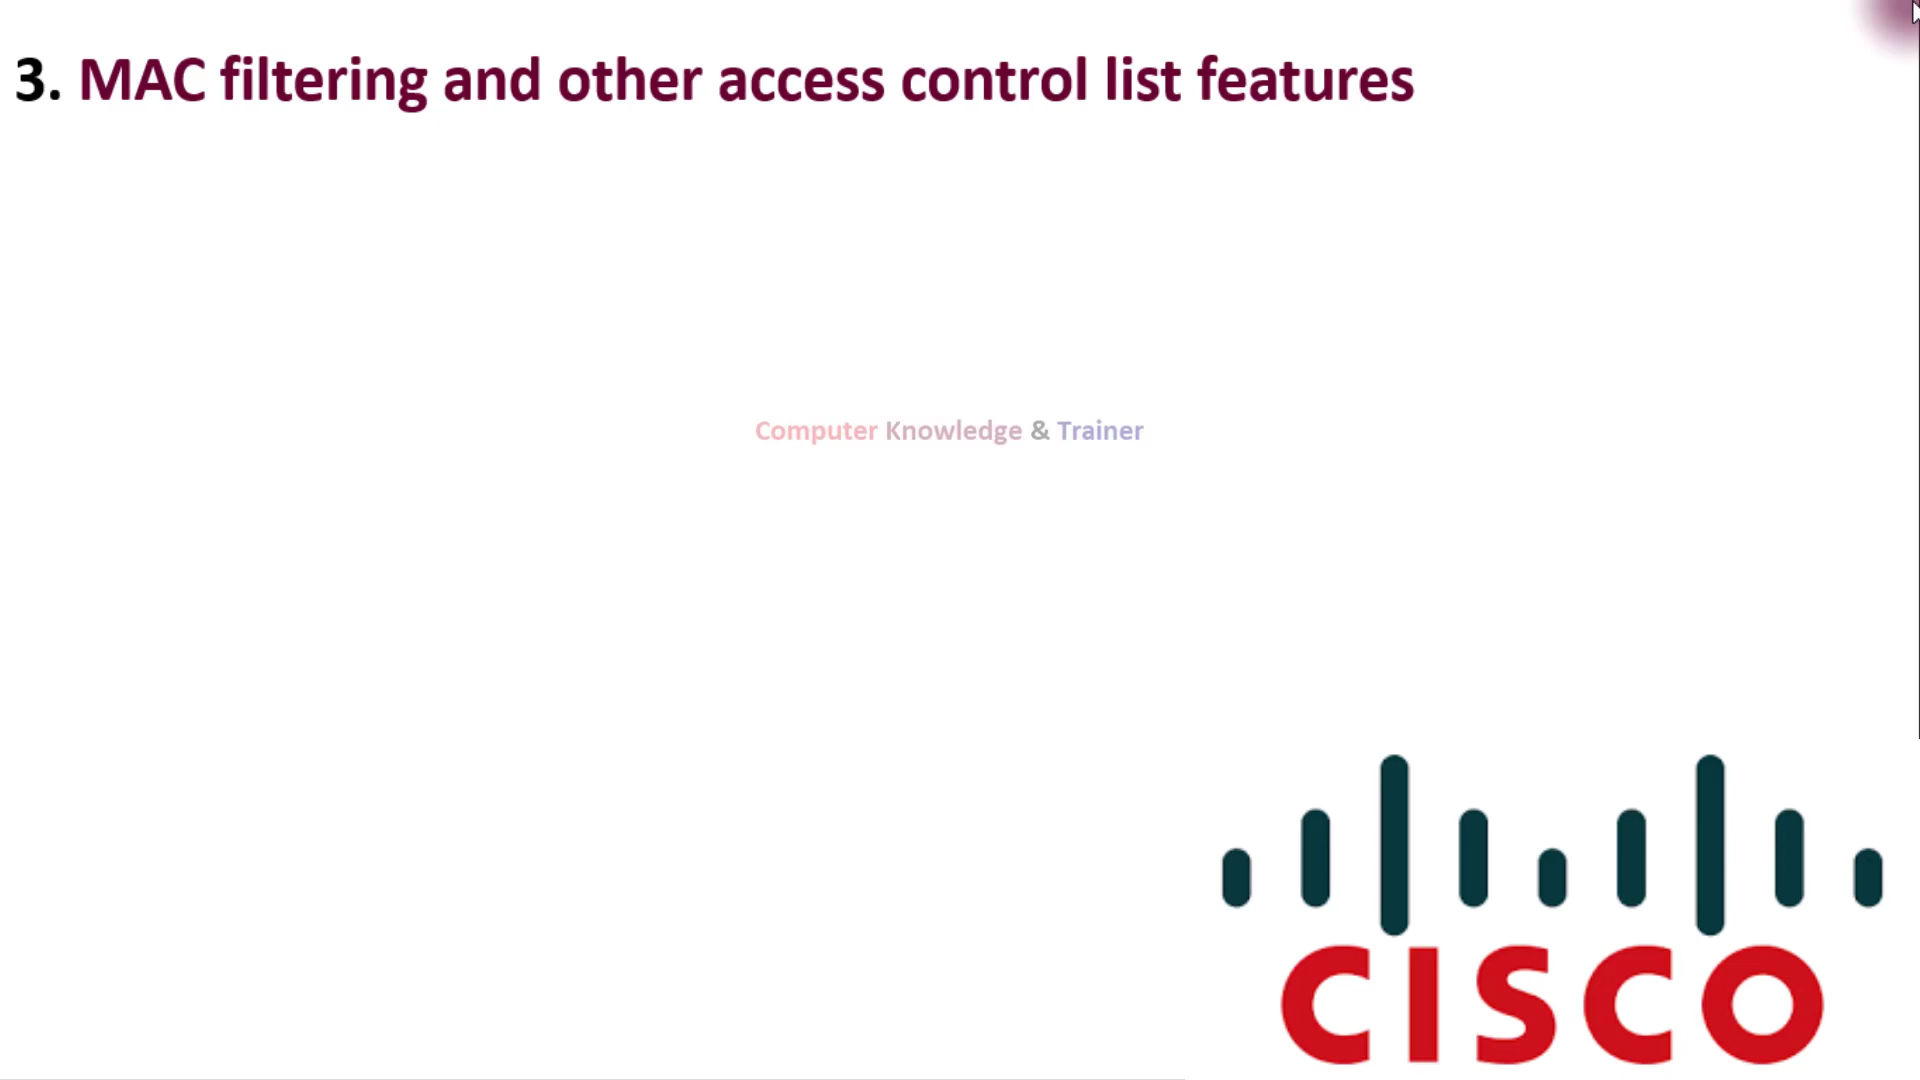 3. MAC filtering and other access control list features
Computer Knowledge & Trainer
CISCO